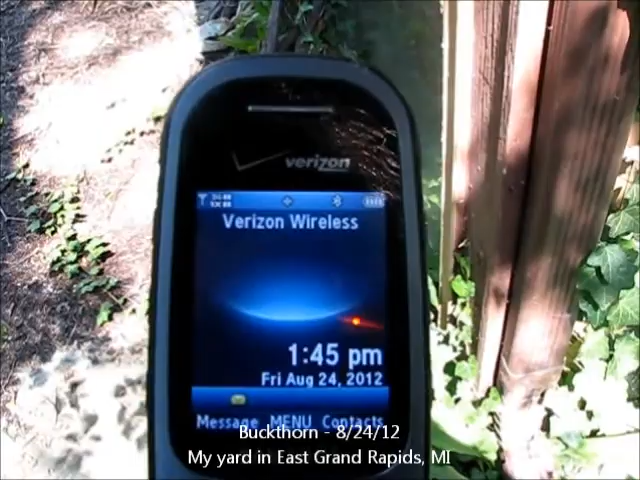 verizon
Verizon Wireless
1:45 pm
Fri Aug 24, 2012
Message MENU Contacts
Buckthorn - 8/24/12
My yard in East Grand Rapids, MI